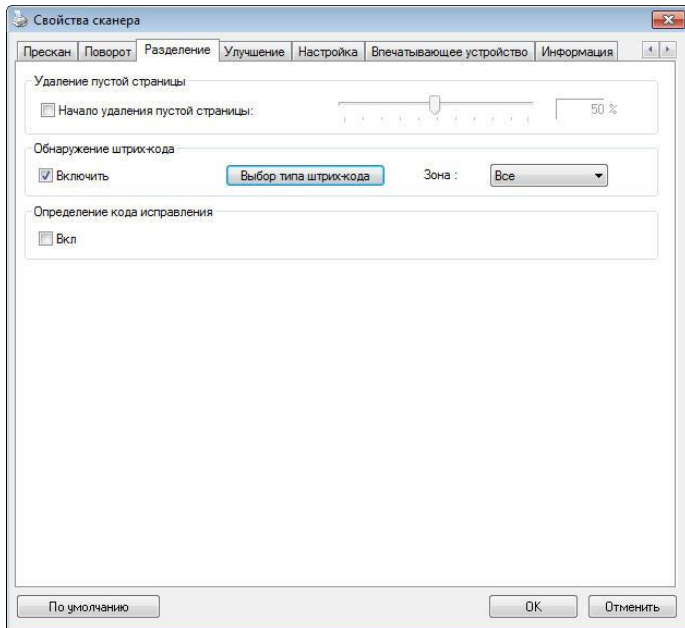 Свойства сканера
Прескан Поворот Разделение Улучшение Настройка Впечатывающее устройство Информация
Удаление пустой страницы
Начало удаления пустой страницы: 50 %
Обнаружение штрих-кода
Включить Выбор типа штрих-кода Зона : Все
Определение кода исправления
Вкл
По умолчанию OK Отменить